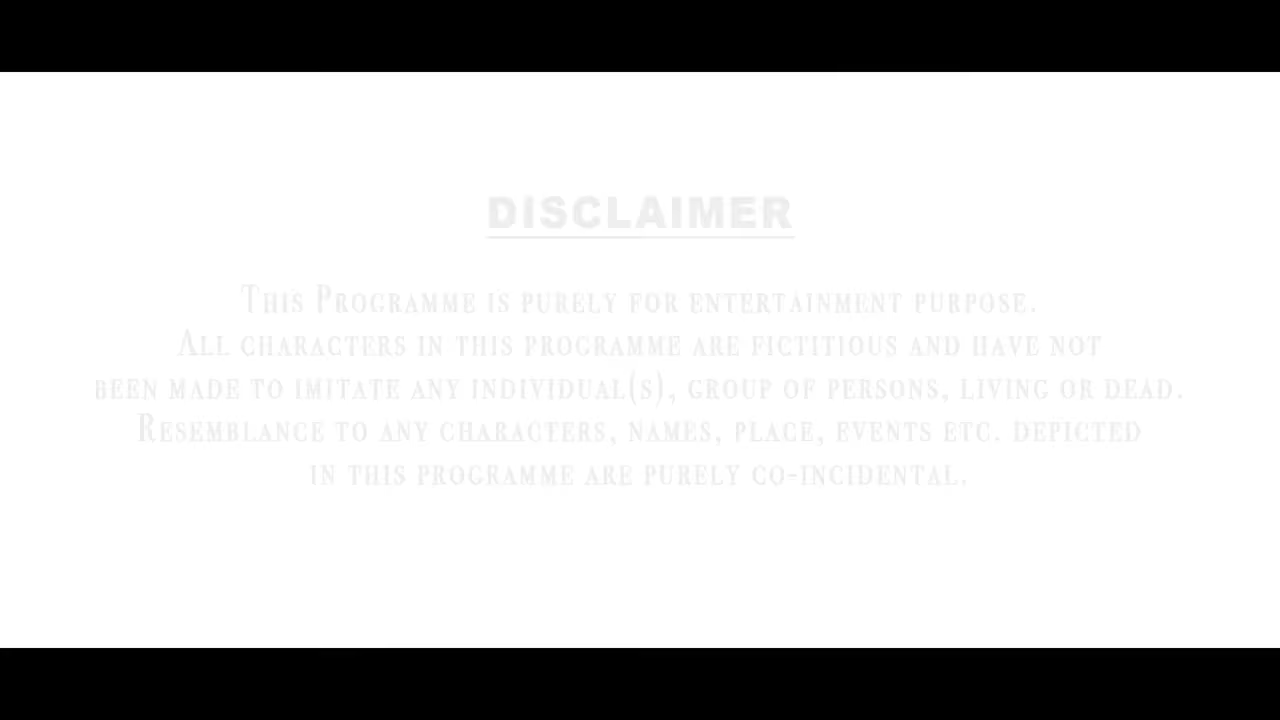 DISCLAIMER
This Programme is purely for entertainment purpose.
All characters in this programme are fictitious and have not
been made to imitate any individual(s), group of persons, living or dead.
Resemblance to any characters, names, place, events etc. depicted
in this programme are purely co-incidental.